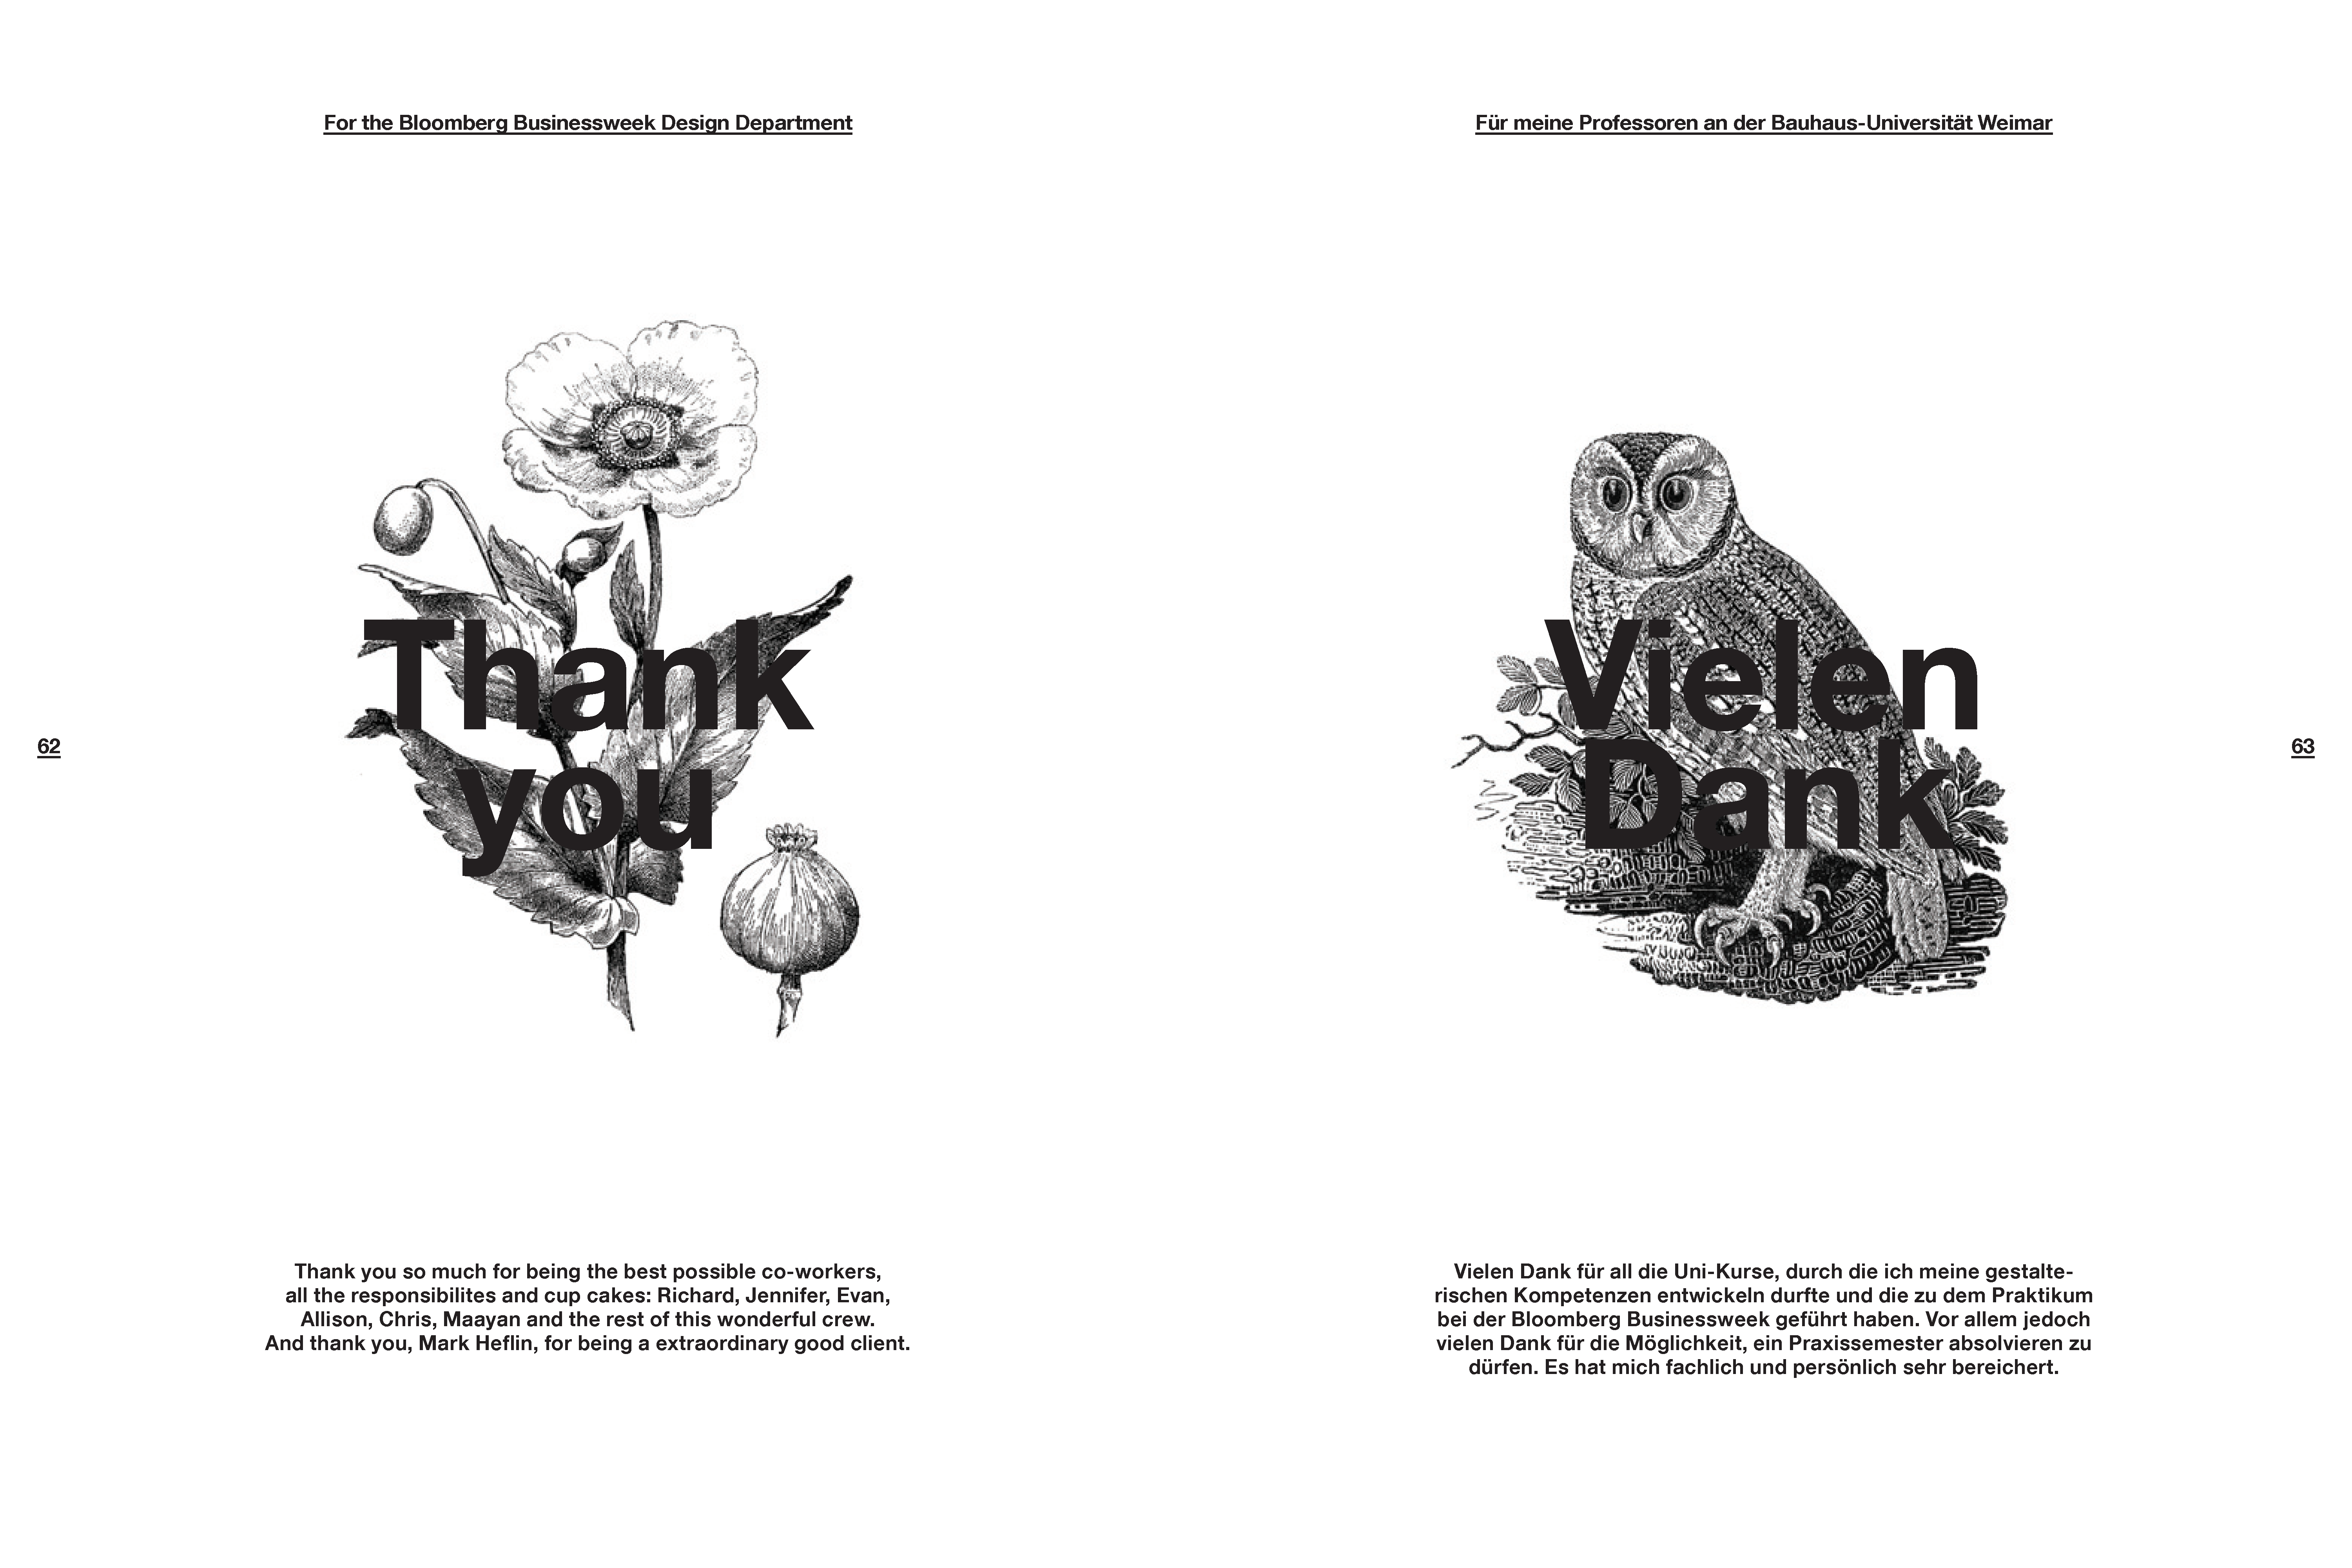 For the Bloomberg Businessweek Design Department
Thank
you
62
Thank you so much for being the best possible co-workers,
all the responsibilites and cup cakes: Richard, Jennifer, Evan,
Allison, Chris, Maayan and the rest of this wonderful crew.
And thank you, Mark Heflin, for being a extraordinary good client.
Für meine Professoren an der Bauhaus-Universität Weimar
Vielen
Dank
63
Vielen Dank für all die Uni-Kurse, durch die ich meine gestalte-
rischen Kompetenzen entwickeln durfte und die zu dem Praktikum
bei der Bloomberg Businessweek geführt haben. Vor allem jedoch
vielen Dank für die Möglichkeit, ein Praxissemester absolvieren zu
dürfen. Es hat mich fachlich und persönlich sehr bereichert.